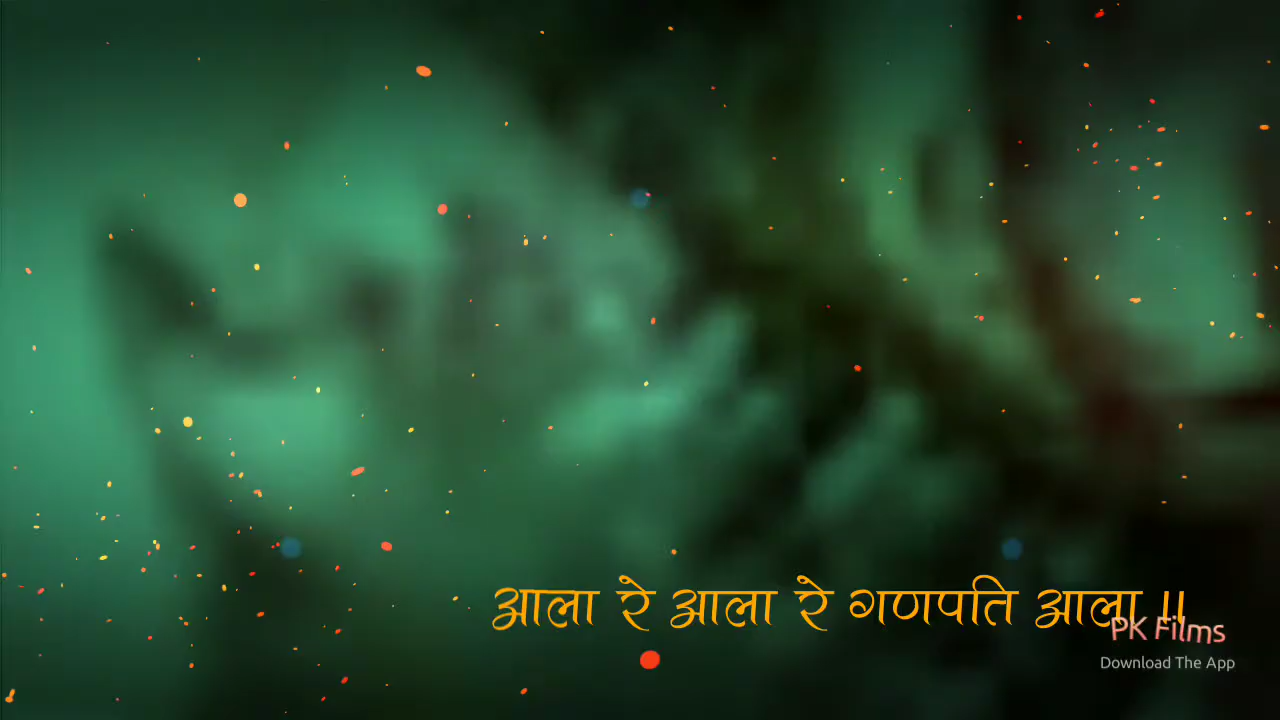 आला रे आला रे गणपति आला ॥
PK Films
Download The App